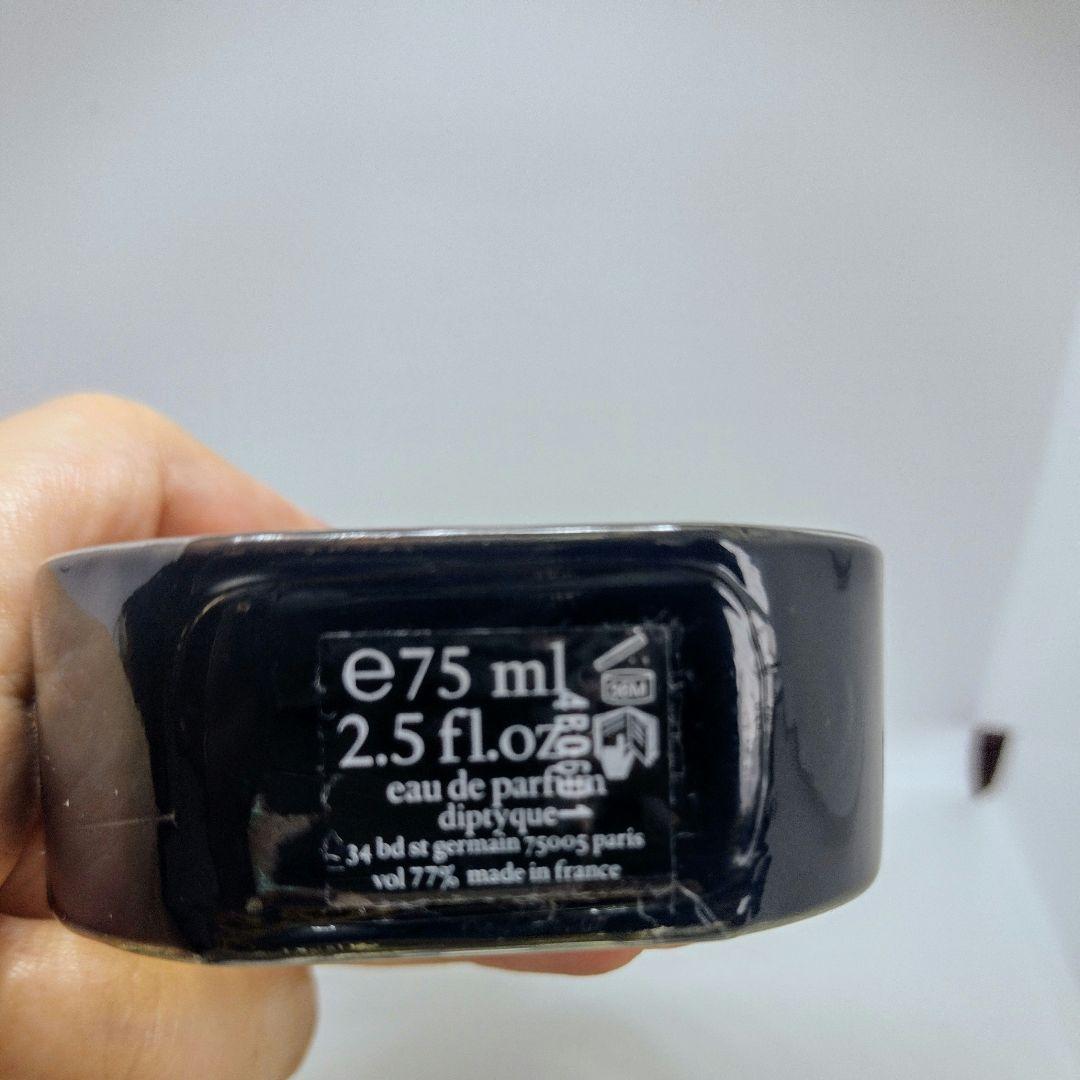 e75 ml
2.5 fl.oz
eau de parfum
diptyque
34 bd st germain 75005 paris
vol 77% made in france
36M